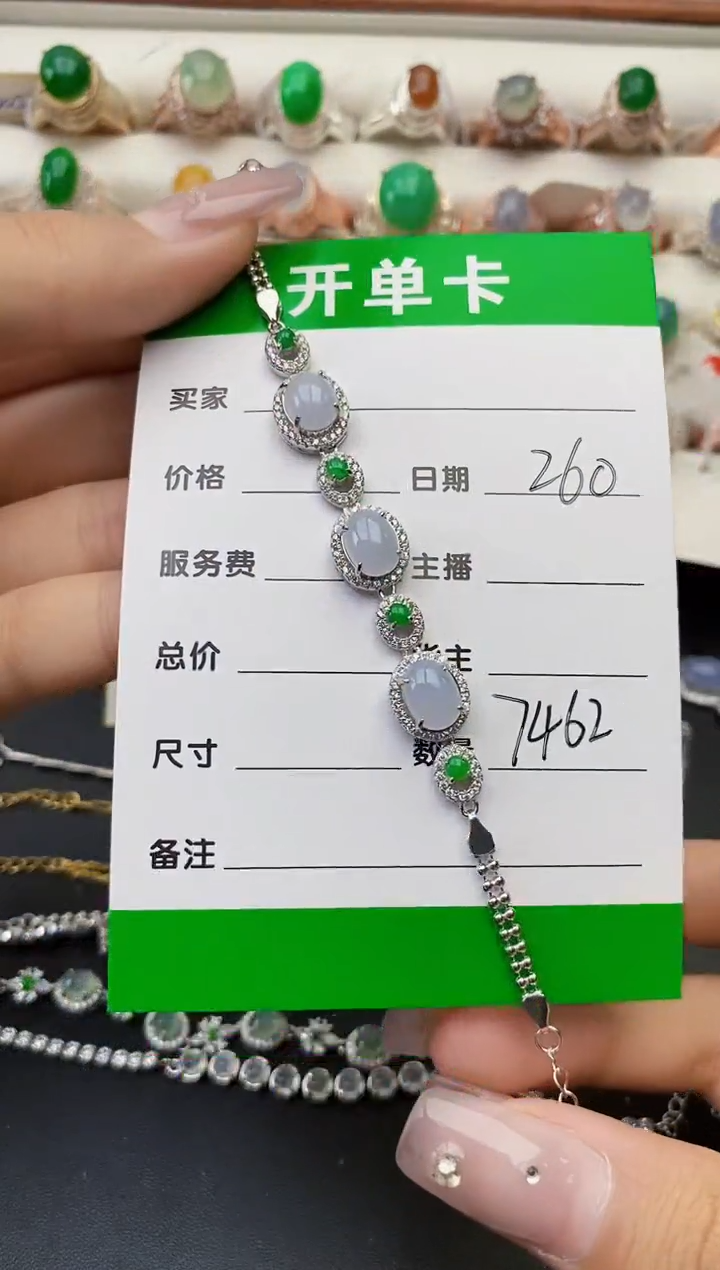 开单卡
买家
价格 日期 260
服务费 主播
总价 主
尺寸 数 7462
备注